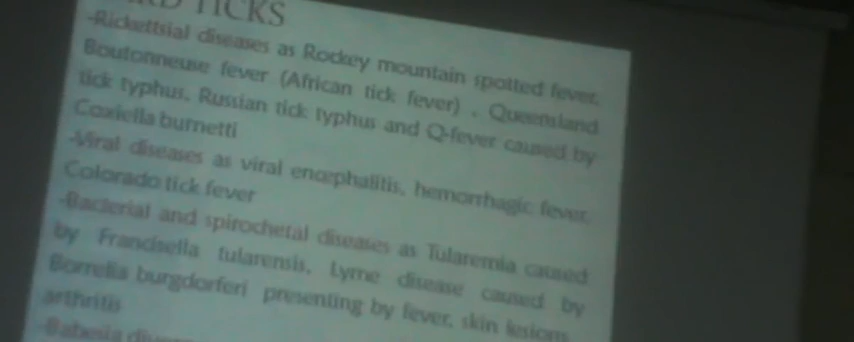 TICKS
-Rickettsial diseases as Rockey mountain spotted fever,
Boutonneuse fever (African tick fever) , Queensland
tick typhus, Russian tick typhus and Q-fever caused by
Coxiella burnetti
-Viral diseases as viral encephalitis, hemorrhagic fever,
Colorado tick fever
-Bacterial and spirochetal diseases as Tularemia caused
by Francisella tularensis, Lyme disease caused by
Borrelia burgdorferi presenting by fever, skin lesions
arthritis
-Babesia